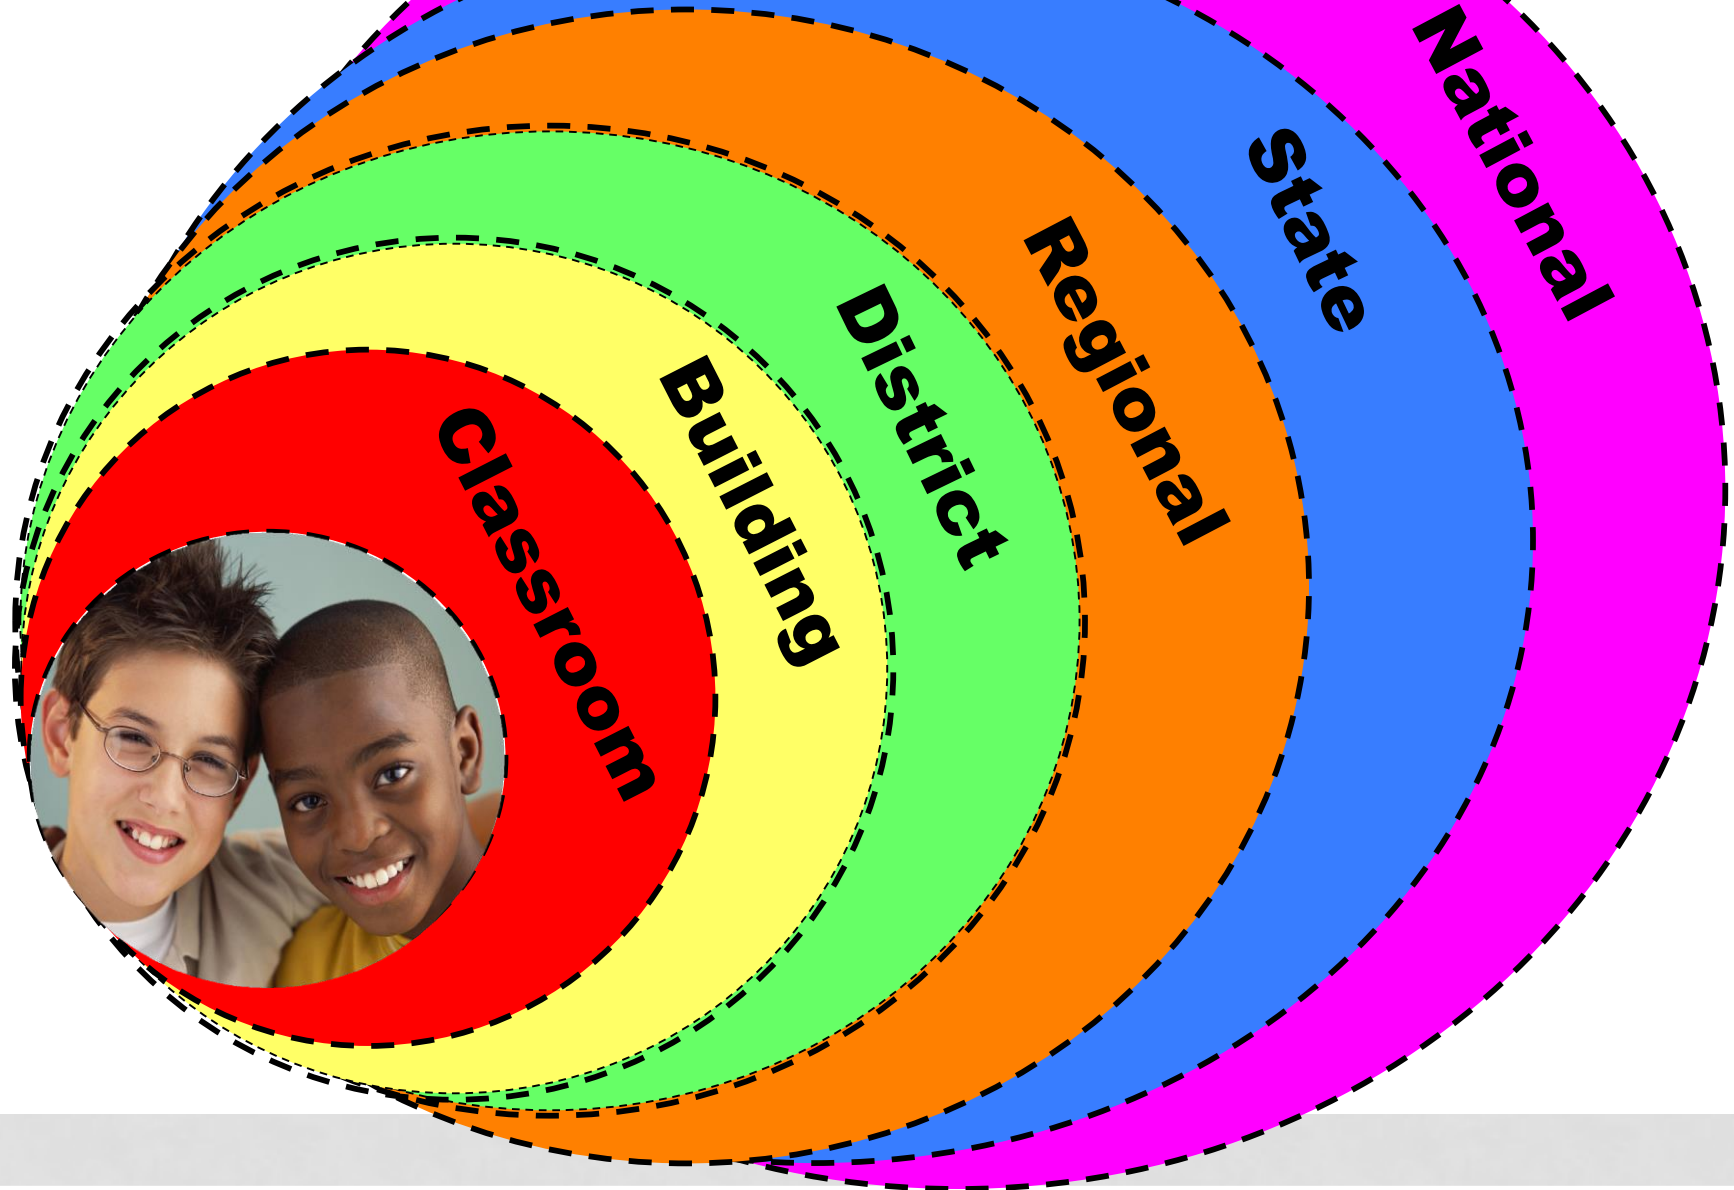 Classroom
Building
District
Regional
State
National